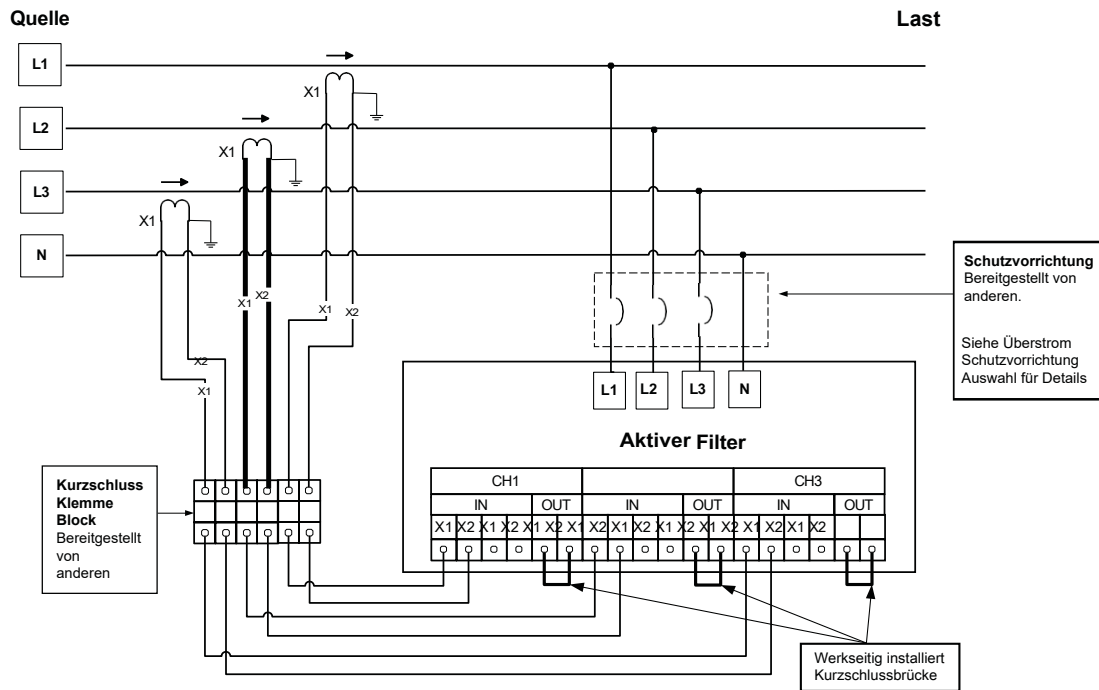 Quelle
Last
L1
X1
L2
X1
L3
X1
N
X1
X2
X1
X2
X2
X1
Schutzvorrichtung
Bereitgestellt von
anderen.
Siehe Überstrom
Schutzvorrichtung
Auswahl für Details
L1 L2 L3 N
Aktiver Filter
Kurzschluss
Klemme
Block
Bereitgestellt
von
anderen
CH1 CH3
IN OUT IN OUT IN OUT
X1 X2 X1 X2 X1 X2 X1 X2 X1 X2 X1 X2 X1 X2 X1 X2 X1 X2
Werkseitig installiert
Kurzschlussbrücke